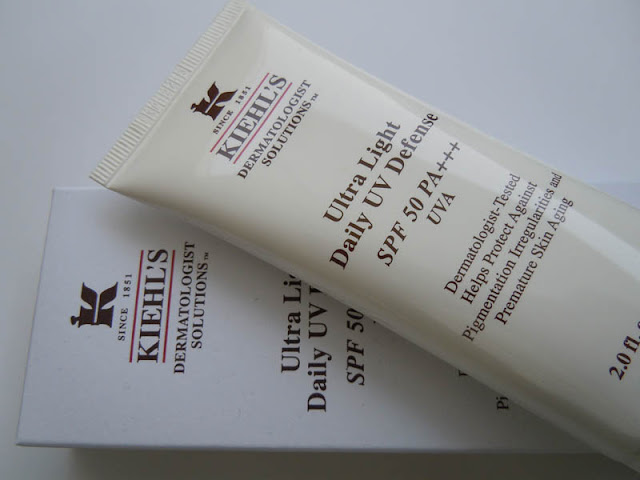 K
SINCE 1851
KIEHL'S
DERMATOLOGIST
SOLUTIONS™
Ultra Light
Daily UV Defense
SPF 50 PA+++
UVA
Dermatologist-Tested
Helps Protect Against
Pigmentation Irregularities and
Premature Skin Aging
2.0 fl.
K
SINCE 1851
KIEHL'S
DERMATOLOGIST
SOLUTIONS™
Ultra Li
Daily UV
SPF 50